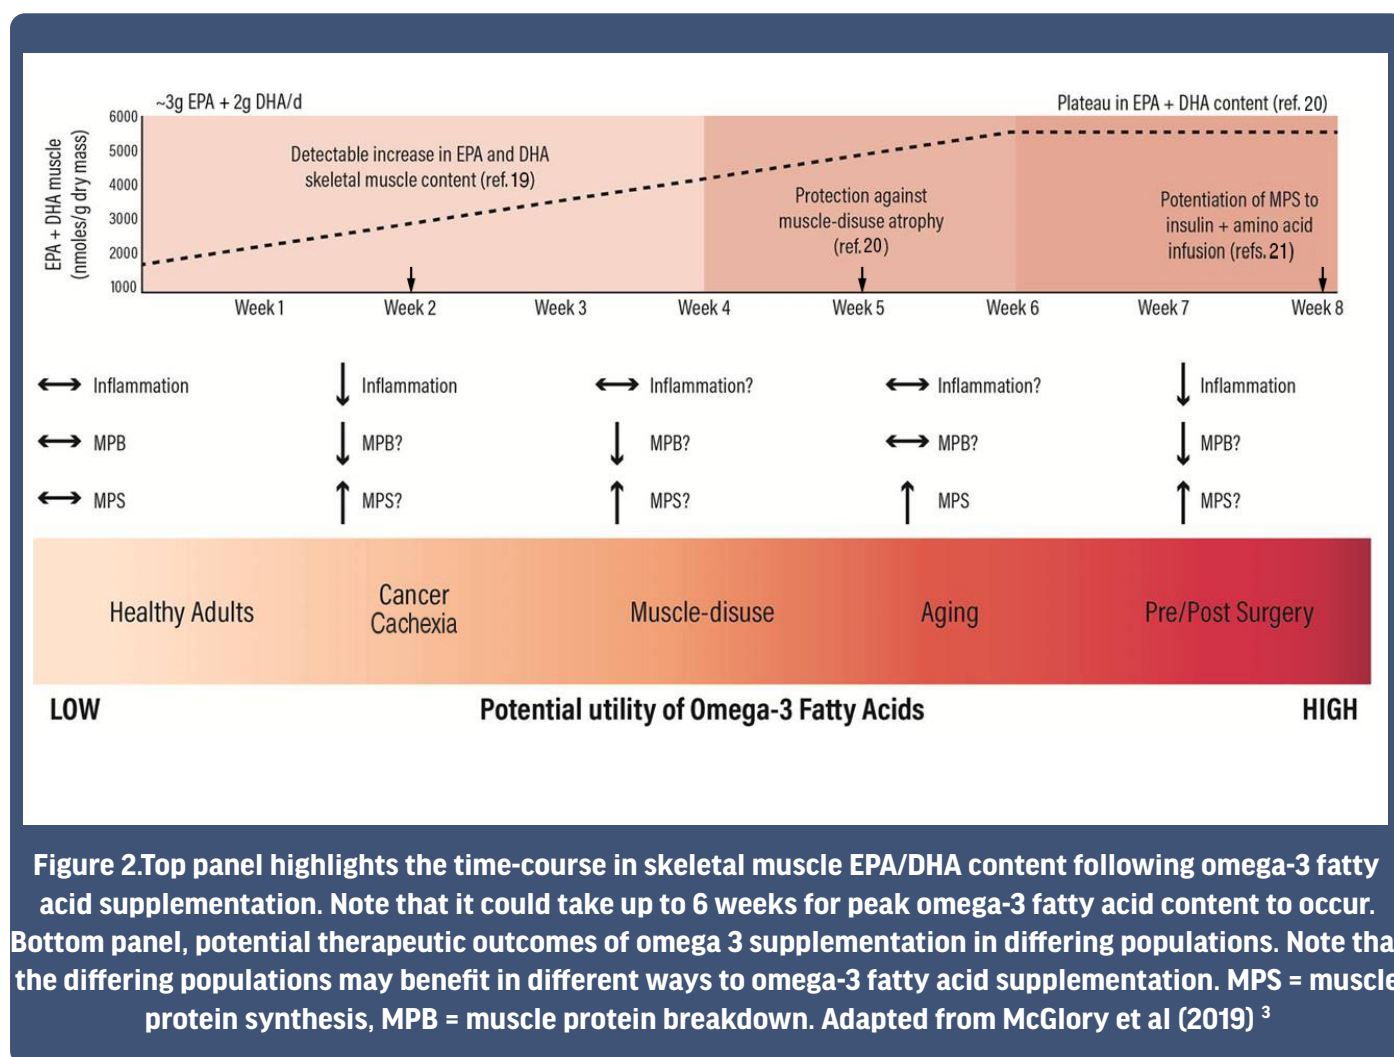 ~3g EPA + 2g DHA/d
Plateau in EPA + DHA content (ref. 20)
EPA + DHA muscle
(nmoles/g dry mass)
6000
5000
4000
3000
2000
1000
Detectable increase in EPA and DHA
skeletal muscle content (ref. 19)
Protection against
muscle-disuse atrophy
(ref. 20)
Potentiation of MPS to
insulin + amino acid
infusion (refs. 21)
Week 1 Week 2 Week 3 Week 4 Week 5 Week 6 Week 7 Week 8
↔ Inflammation ↓ Inflammation ↔ Inflammation? ↔ Inflammation? ↓ Inflammation
↔ MPB ↓ MPB? ↓ MPB? ↔ MPB? ↓ MPB?
↔ MPS ↑ MPS? ↑ MPS? ↑ MPS ↑ MPS?
Healthy Adults
Cancer
Cachexia
Muscle-disuse
Aging
Pre/Post Surgery
LOW Potential utility of Omega-3 Fatty Acids HIGH
Figure 2.Top panel highlights the time-course in skeletal muscle EPA/DHA content following omega-3 fatty
acid supplementation. Note that it could take up to 6 weeks for peak omega-3 fatty acid content to occur.
Bottom panel, potential therapeutic outcomes of omega 3 supplementation in differing populations. Note tha
the differing populations may benefit in different ways to omega-3 fatty acid supplementation. MPS = muscle
protein synthesis, MPB = muscle protein breakdown. Adapted from McGlory et al (2019) ³